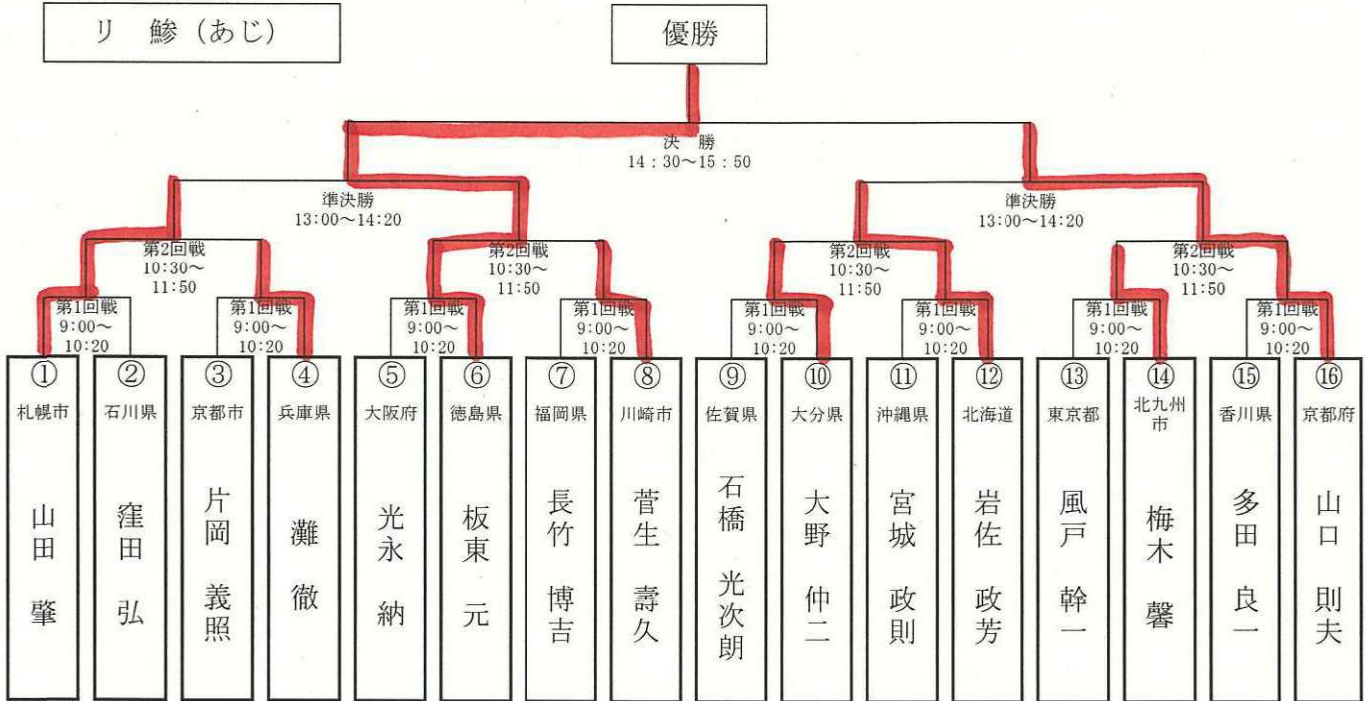 リ 鯵（あじ）
優勝
決 勝
14：30～15：50
準決勝
13:00～14:20
準決勝
13:00～14:20
第2回戦
10:30～
11:50
第2回戦
10:30～
11:50
第2回戦
10:30～
11:50
第2回戦
10:30～
11:50
第1回戦
9:00～
10:20
第1回戦
9:00～
10:20
第1回戦
9:00～
10:20
第1回戦
9:00～
10:20
第1回戦
9:00～
10:20
第1回戦
9:00～
10:20
第1回戦
9:00～
10:20
第1回戦
9:00～
10:20
①
札幌市
山田 肇
②
石川県
窪田 弘
③
京都市
片岡 義照
④
兵庫県
灘 徹
⑤
大阪府
光永 納
⑥
徳島県
板東 元
⑦
福岡県
長竹 博吉
⑧
川崎市
菅生 壽久
⑨
佐賀県
石橋 光次朗
⑩
大分県
大野 仲二
⑪
沖縄県
宮城 政則
⑫
北海道
岩佐 政芳
⑬
東京都
風戸 幹一
⑭
北九州
市
梅木 馨
⑮
香川県
多田 良一
⑯
京都府
山口 則夫